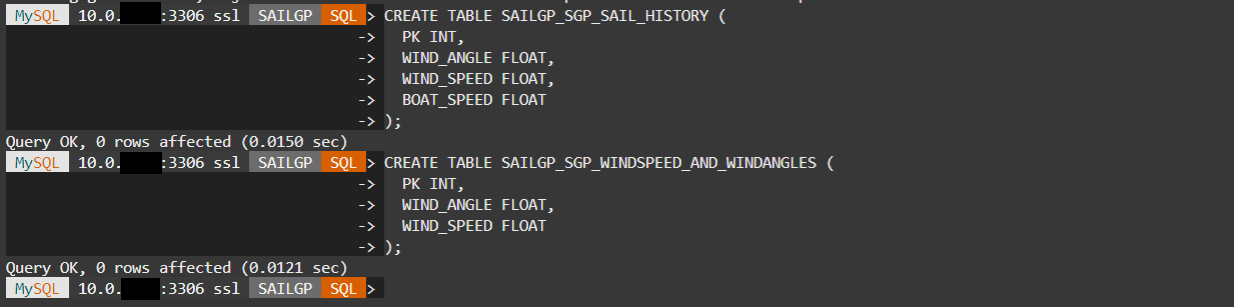 MySQL 10.0. :3306 ssl SAILGP SQL > CREATE TABLE SAILGP_SGP_SAIL_HISTORY (
-> PK INT,
-> WIND_ANGLE FLOAT,
-> WIND_SPEED FLOAT,
-> BOAT_SPEED FLOAT
-> );
Query OK, 0 rows affected (0.0150 sec)
MySQL 10.0. :3306 ssl SAILGP SQL > CREATE TABLE SAILGP_SGP_WINDSPEED_AND_WINDANGLES (
-> PK INT,
-> WIND_ANGLE FLOAT,
-> WIND_SPEED FLOAT
-> );
Query OK, 0 rows affected (0.0121 sec)
MySQL 10.0. :3306 ssl SAILGP SQL >